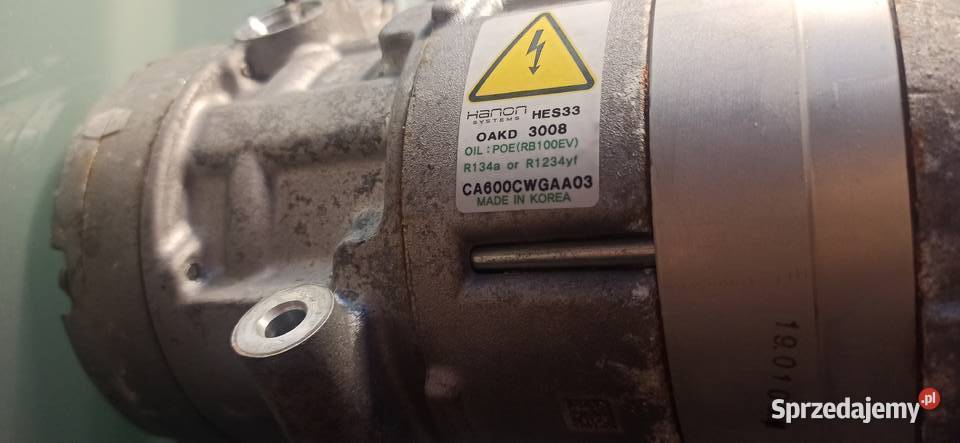 Hanon HES33
SYSTEMS
OAKD 3008
OIL : POE(RB100EV)
R134a or R1234yf
CA600CWGAA03
MADE IN KOREA
Sprzedajemy.pl